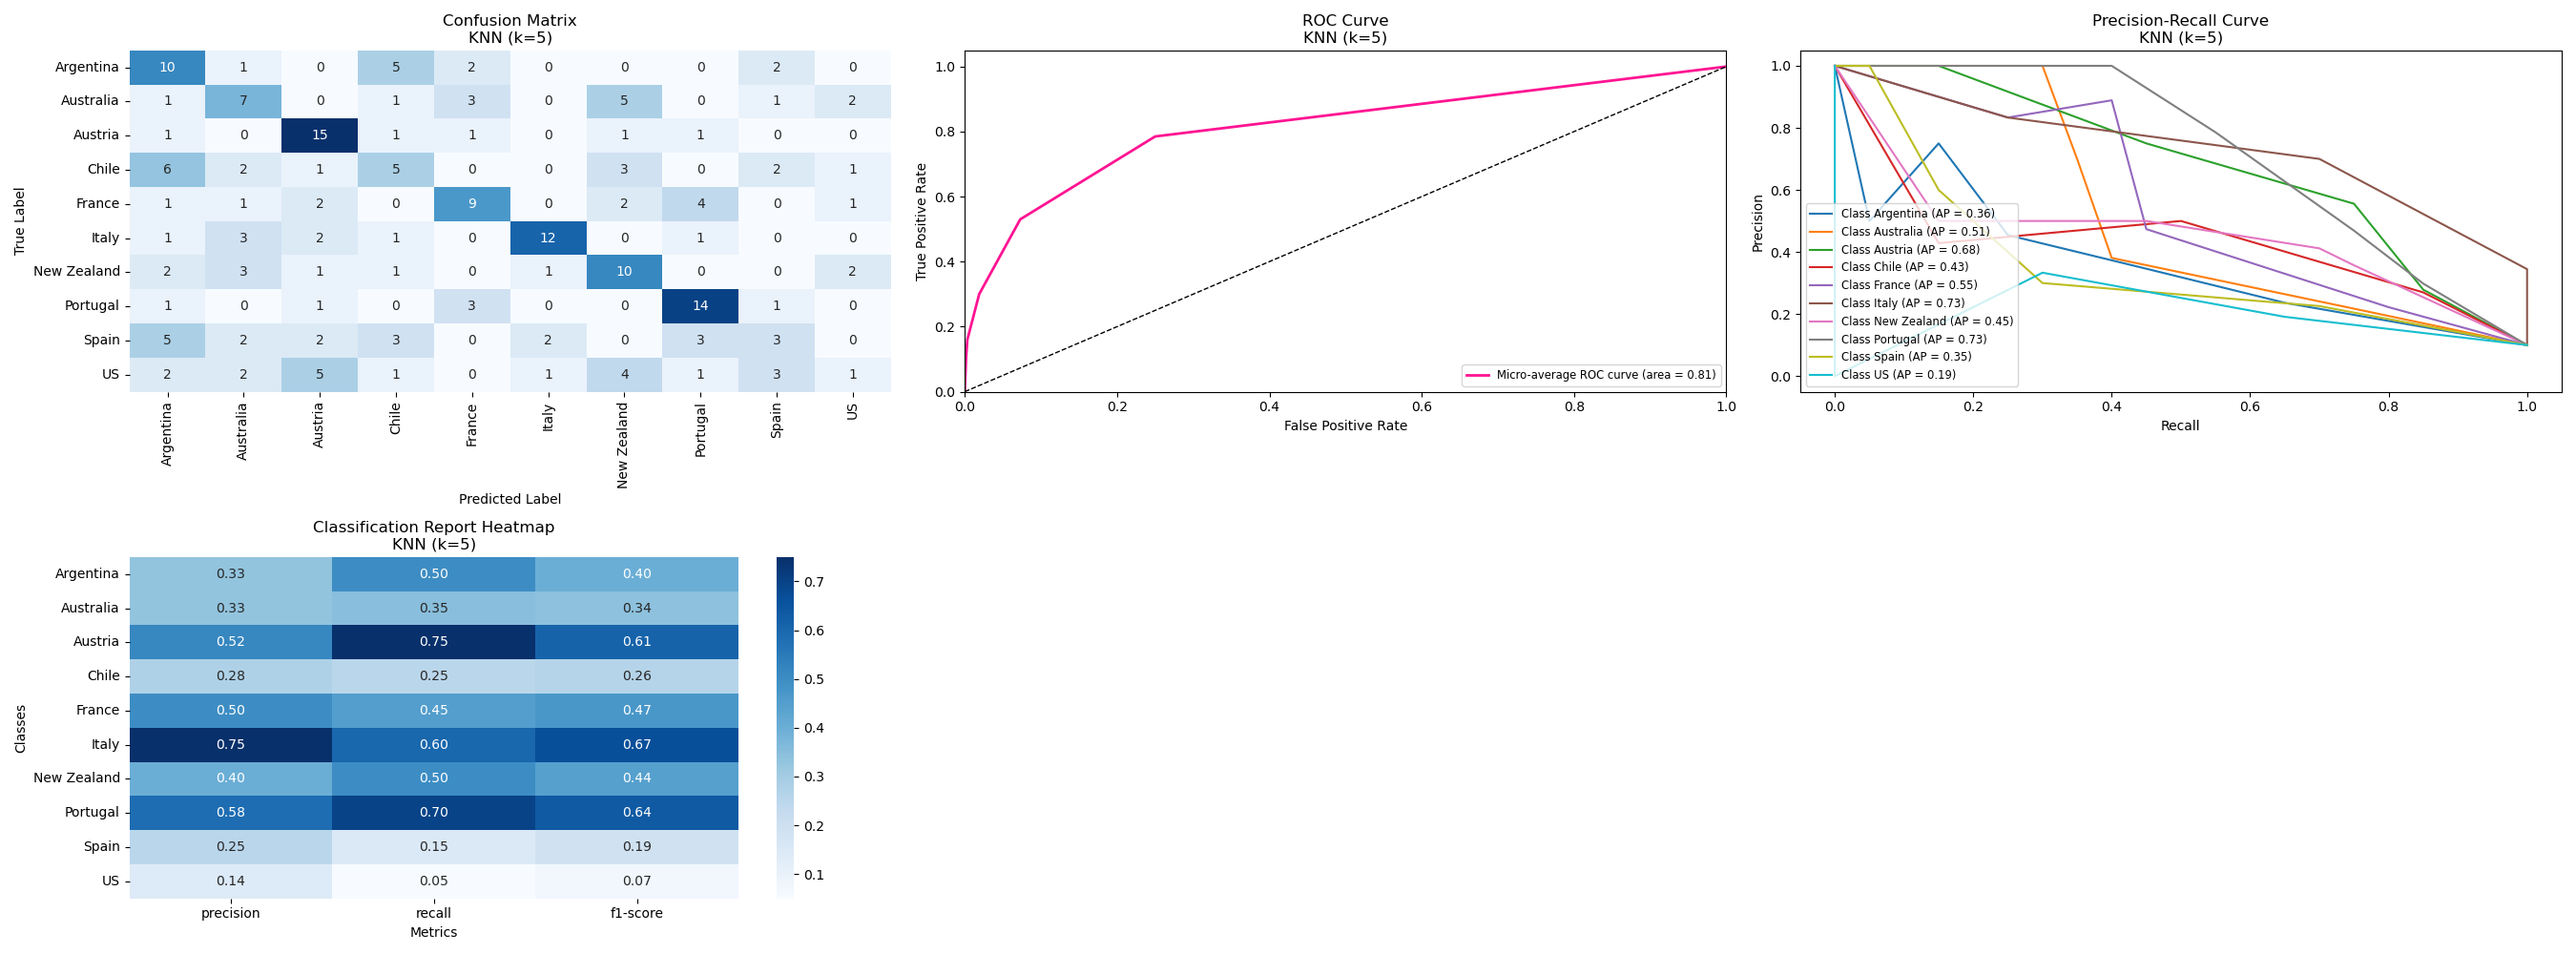 Confusion Matrix
KNN (k=5)
True Label
Argentina 10 1 0 5 2 0 0 0 2 0
Australia 1 7 0 1 3 0 5 0 1 2
Austria 1 0 15 1 1 0 1 1 0 0
Chile 6 2 1 5 0 0 3 0 2 1
France 1 1 2 0 9 0 2 4 0 1
Italy 1 3 2 1 0 12 0 1 0 0
New Zealand 2 3 1 1 0 1 10 0 0 2
Portugal 1 0 1 0 3 0 0 14 1 0
Spain 5 2 2 3 0 2 0 3 3 0
US 2 2 5 1 0 1 4 1 3 1
Argentina Australia Austria Chile France Italy New Zealand Portugal Spain US
Predicted Label
ROC Curve
KNN (k=5)
True Positive Rate
1.0
0.8
0.6
0.4
0.2
0.0
Micro-average ROC curve (area = 0.81)
0.0 0.2 0.4 0.6 0.8 1.0
False Positive Rate
Precision-Recall Curve
KNN (k=5)
Precision
1.0
0.8
0.6
0.4
0.2
0.0
Class Argentina (AP = 0.36)
Class Australia (AP = 0.51)
Class Austria (AP = 0.68)
Class Chile (AP = 0.43)
Class France (AP = 0.55)
Class Italy (AP = 0.73)
Class New Zealand (AP = 0.45)
Class Portugal (AP = 0.73)
Class Spain (AP = 0.35)
Class US (AP = 0.19)
0.0 0.2 0.4 0.6 0.8 1.0
Recall
Classification Report Heatmap
KNN (k=5)
Classes
Argentina 0.33 0.50 0.40
Australia 0.33 0.35 0.34
Austria 0.52 0.75 0.61
Chile 0.28 0.25 0.26
France 0.50 0.45 0.47
Italy 0.75 0.60 0.67
New Zealand 0.40 0.50 0.44
Portugal 0.58 0.70 0.64
Spain 0.25 0.15 0.19
US 0.14 0.05 0.07
precision recall f1-score
Metrics
0.7
0.6
0.5
0.4
0.3
0.2
0.1